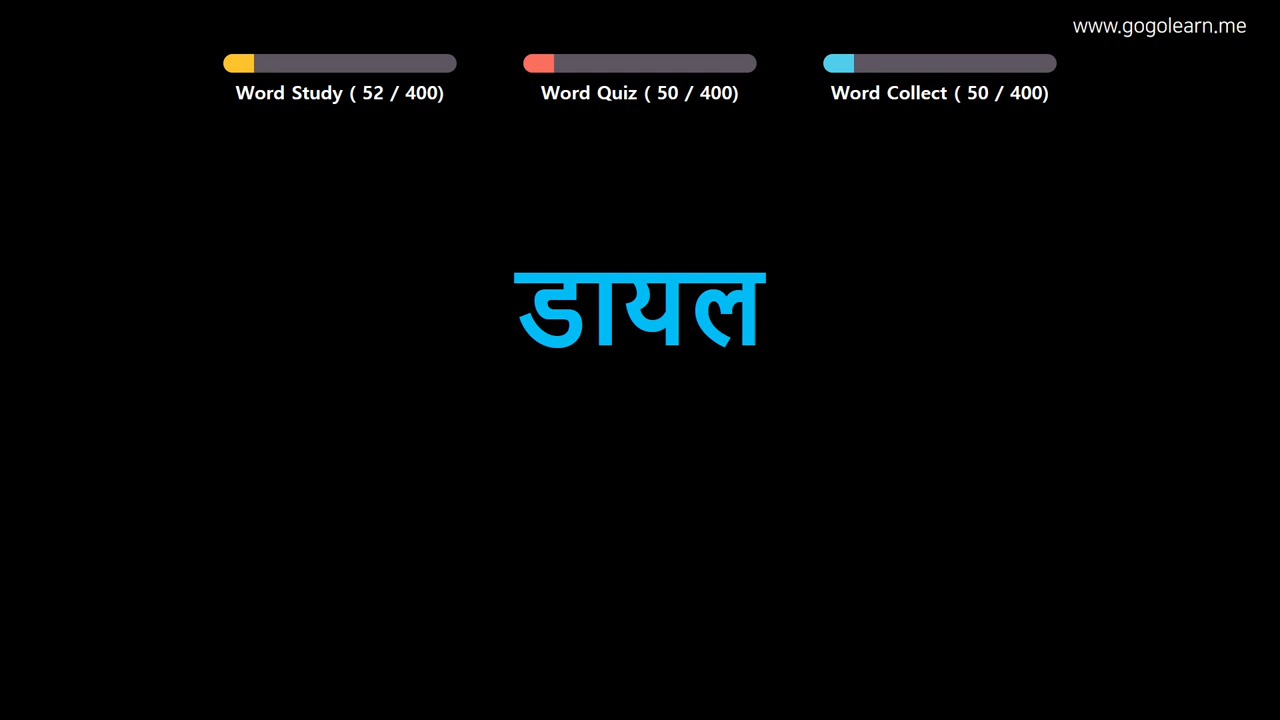 www.gogolearn.me
Word Study ( 52 / 400)
Word Quiz ( 50 / 400)
Word Collect ( 50 / 400)
डायल